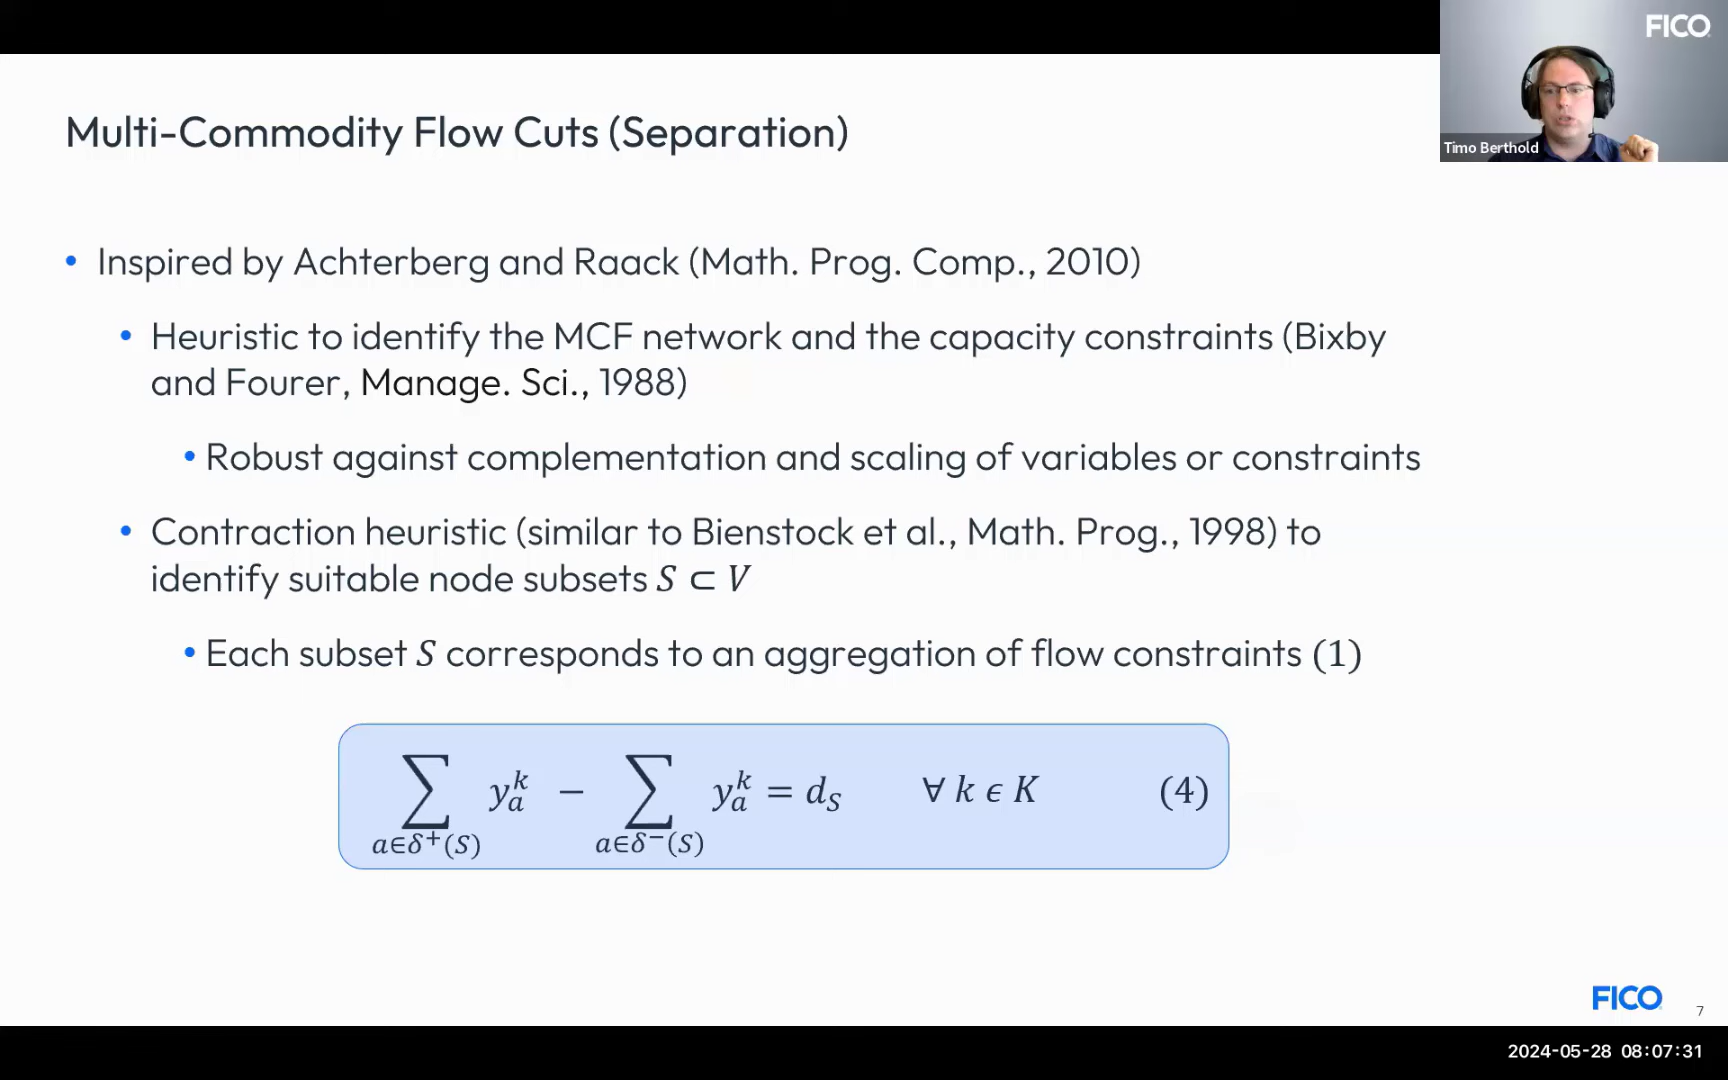 FICO
Timo Berthold
Multi-Commodity Flow Cuts (Separation)
• Inspired by Achterberg and Raack (Math. Prog. Comp., 2010)
• Heuristic to identify the MCF network and the capacity constraints (Bixby
and Fourer, Manage. Sci., 1988)
• Robust against complementation and scaling of variables or constraints
• Contraction heuristic (similar to Bienstock et al., Math. Prog., 1998) to
identify suitable node subsets S ⊂ V
• Each subset S corresponds to an aggregation of flow constraints (1)
∑_{a∈δ⁺(S)} y_a^k − ∑_{a∈δ⁻(S)} y_a^k = d_S ∀ k ϵ K (4)
FICO
7
2024-05-28 08:07:31